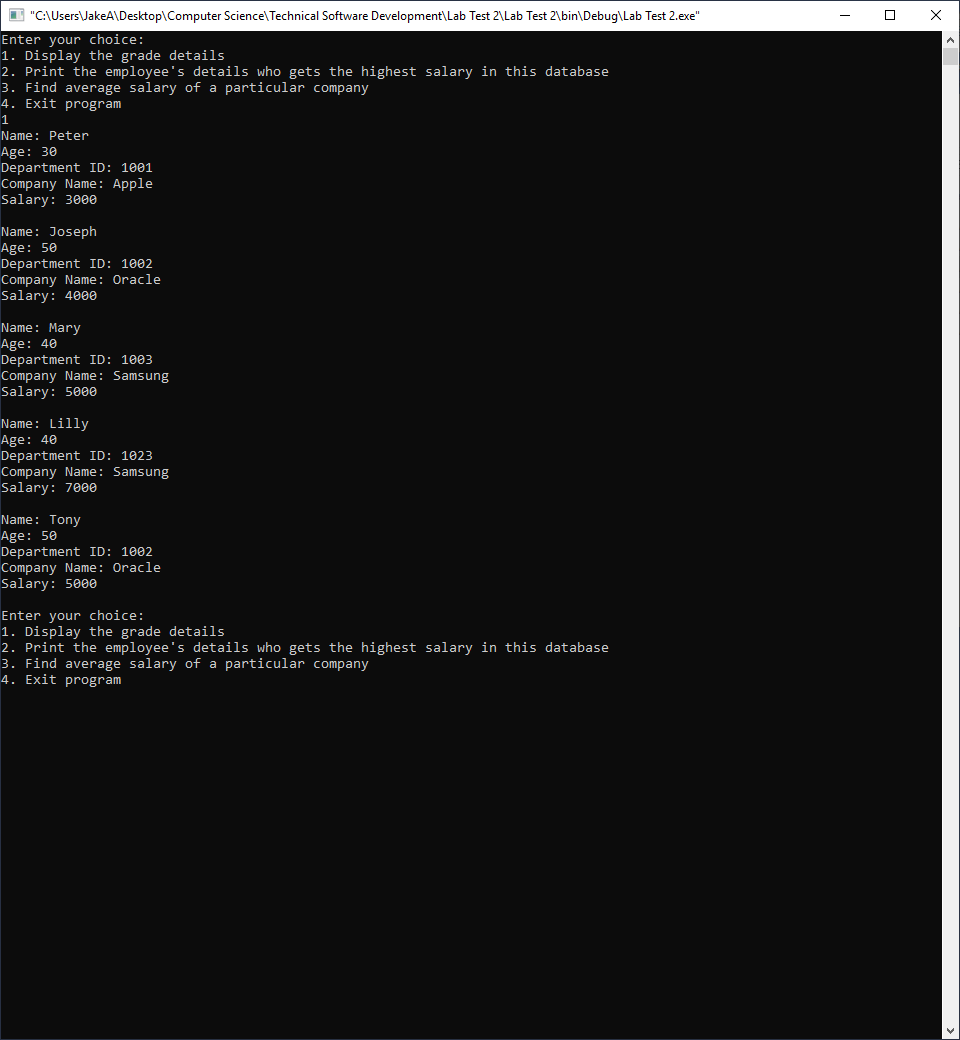 "C:\Users\JakeA\Desktop\Computer Science\Technical Software Development\Lab Test 2\Lab Test 2\bin\Debug\Lab Test 2.exe"
Enter your choice:
1. Display the grade details
2. Print the employee's details who gets the highest salary in this database
3. Find average salary of a particular company
4. Exit program
1
Name: Peter
Age: 30
Department ID: 1001
Company Name: Apple
Salary: 3000

Name: Joseph
Age: 50
Department ID: 1002
Company Name: Oracle
Salary: 4000

Name: Mary
Age: 40
Department ID: 1003
Company Name: Samsung
Salary: 5000

Name: Lilly
Age: 40
Department ID: 1023
Company Name: Samsung
Salary: 7000

Name: Tony
Age: 50
Department ID: 1002
Company Name: Oracle
Salary: 5000

Enter your choice:
1. Display the grade details
2. Print the employee's details who gets the highest salary in this database
3. Find average salary of a particular company
4. Exit program